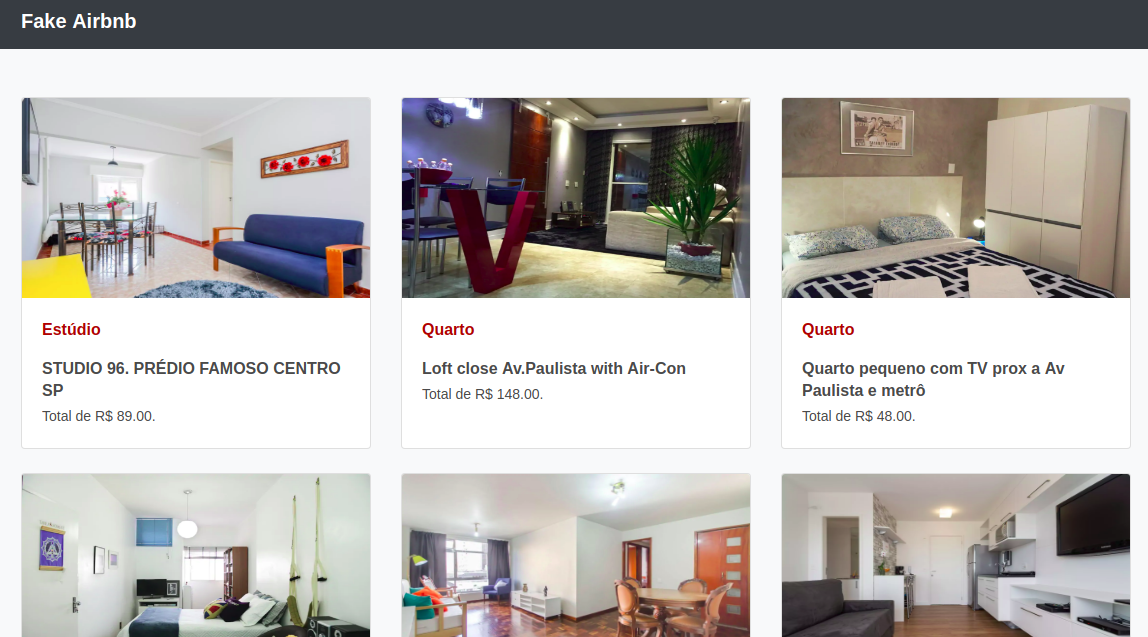 Fake Airbnb
Estúdio
STUDIO 96. PRÉDIO FAMOSO CENTRO
SP
Total de R$ 89.00.
Quarto
Loft close Av.Paulista with Air-Con
Total de R$ 148.00.
Quarto
Quarto pequeno com TV prox a Av
Paulista e metrô
Total de R$ 48.00.